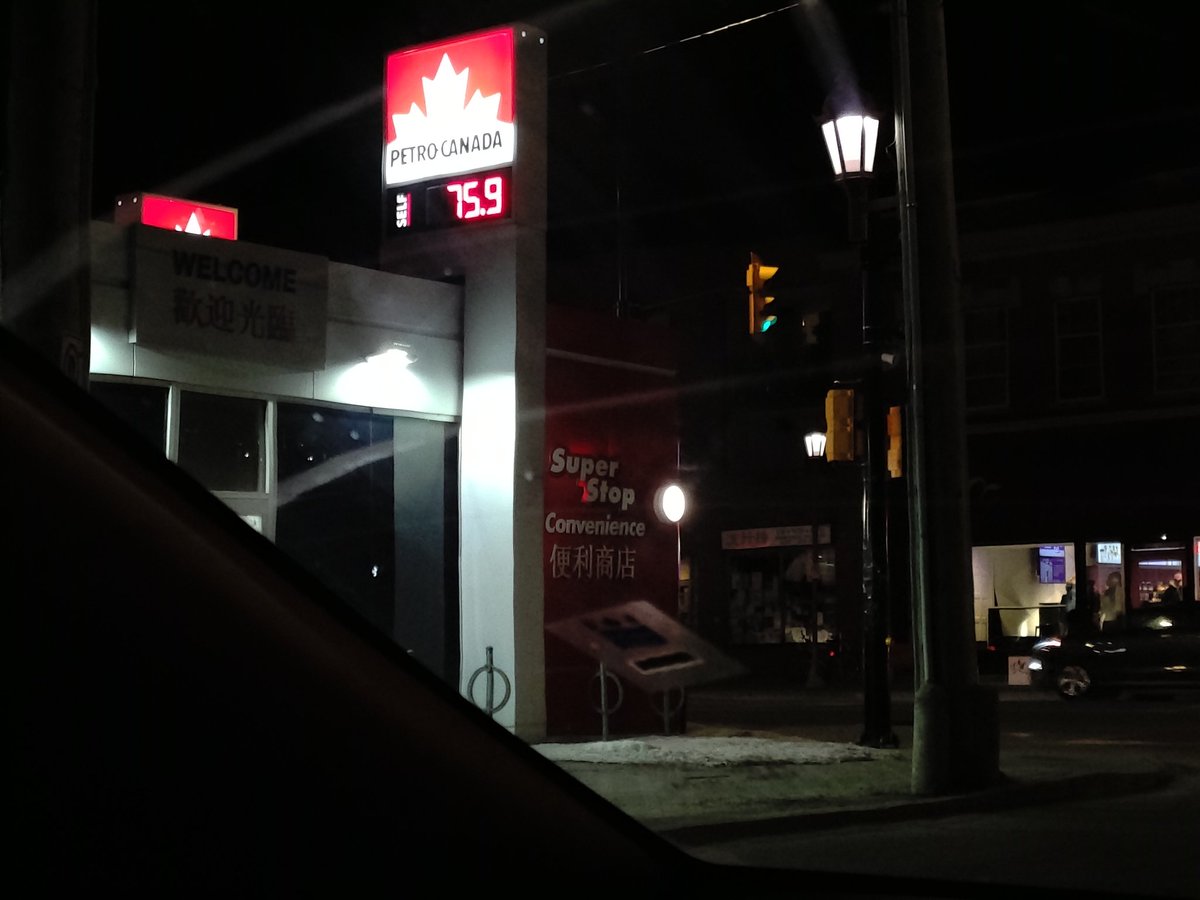 PETRO-CANADA
SELF
75.9
WELCOME
歡迎光臨
Super
Stop
Convenience
便利商店